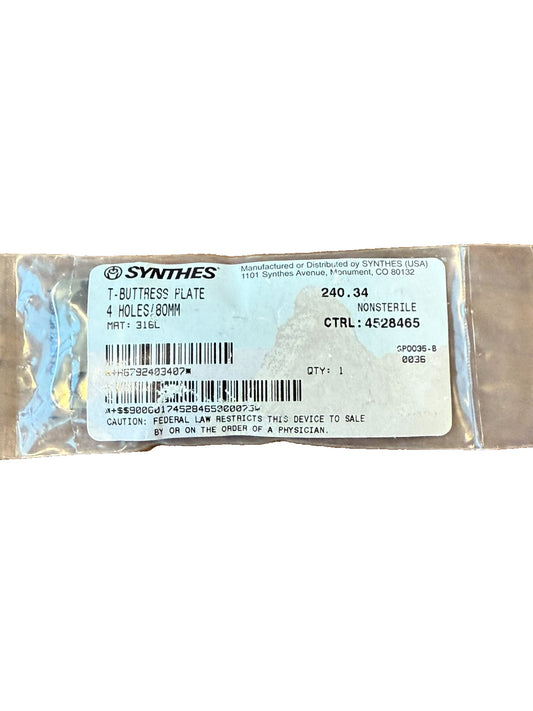 SYNTHES®
Manufactured or Distributed by SYNTHES (USA)
1101 Synthes Avenue, Monument, CO 80132
T-BUTTRESS PLATE
240.34
4 HOLES/80MM
NONSTERILE
MAT: 316L
CTRL:4528465
GP0035-B
0036
*+H6792403407*
QTY: 1
CAUTION: FEDERAL LAW RESTRICTS THIS DEVICE TO SALE
BY OR ON THE ORDER OF A PHYSICIAN.